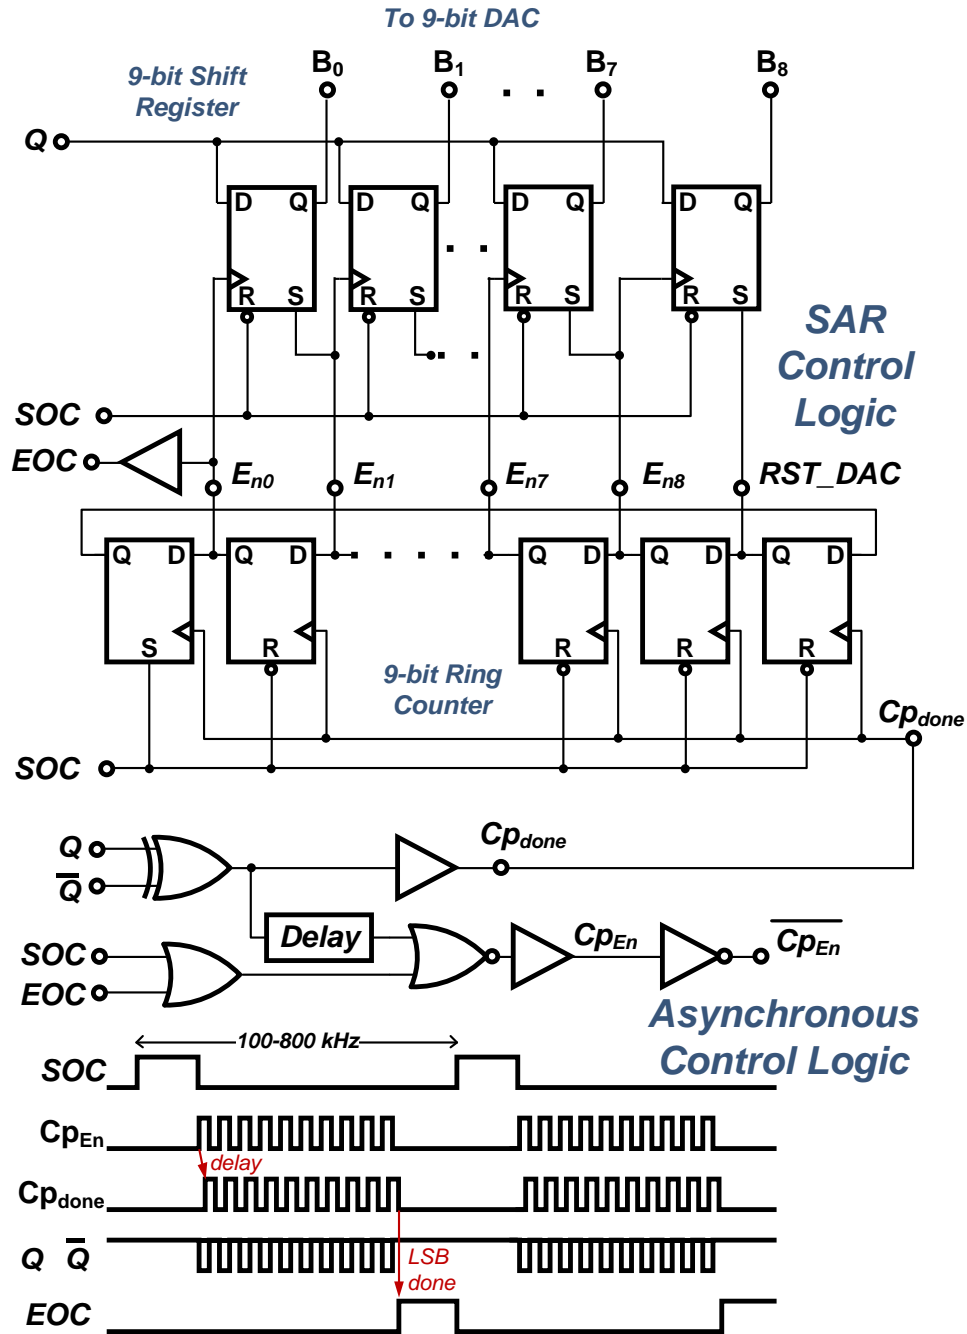 To 9-bit DAC
9-bit Shift
Register
B0 B1 B7 B8
Q
D Q D Q D Q D Q
R S R S R S R S
SAR
Control
Logic
SOC
EOC
En0 En1 En7 En8 RST_DAC
Q D Q D Q D Q D Q D
S R R R R
9-bit Ring
Counter
Cpdone
SOC
Q
Q̅
Cpdone
Delay
SOC
EOC
CpEn
C̅p̅E̅n̅
Asynchronous
Control Logic
100-800 kHz
SOC
CpEn
delay
Cpdone
Q Q̅
LSB
done
EOC